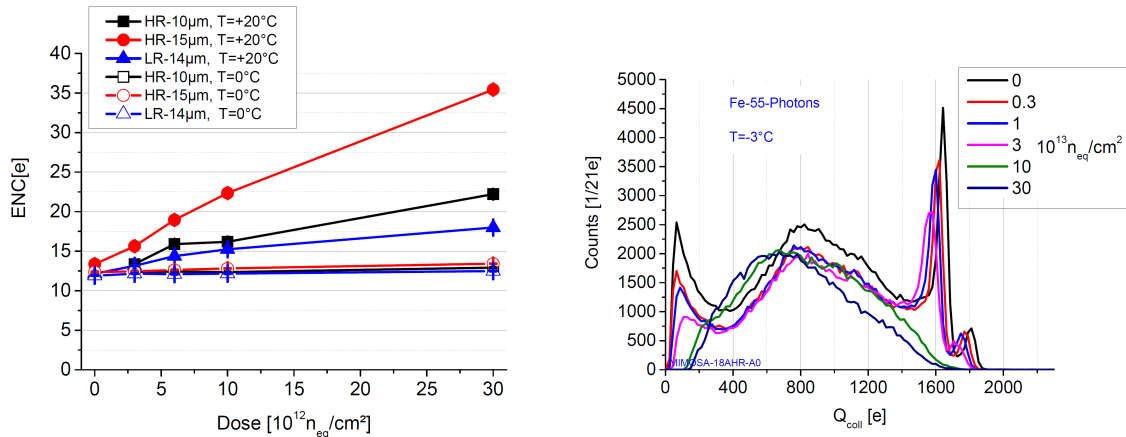 HR-10µm, T=+20°C
HR-15µm, T=+20°C
LR-14µm, T=+20°C
HR-10µm, T=0°C
HR-15µm, T=0°C
LR-14µm, T=0°C
40
35
30
25
20
15
10
5
0
ENC[e]
0
5
10
15
20
25
30
Dose [10¹²n_eq/cm²]
5000
4500
4000
3500
3000
2500
2000
1500
1000
500
0
Counts [1/21e]
Fe-55-Photons
T=-3°C
MIMOSA-18AHR-A0
0
400
800
1200
1600
2000
Q_coll [e]
0
0.3
1
3
10
30
10¹³n_eq/cm²